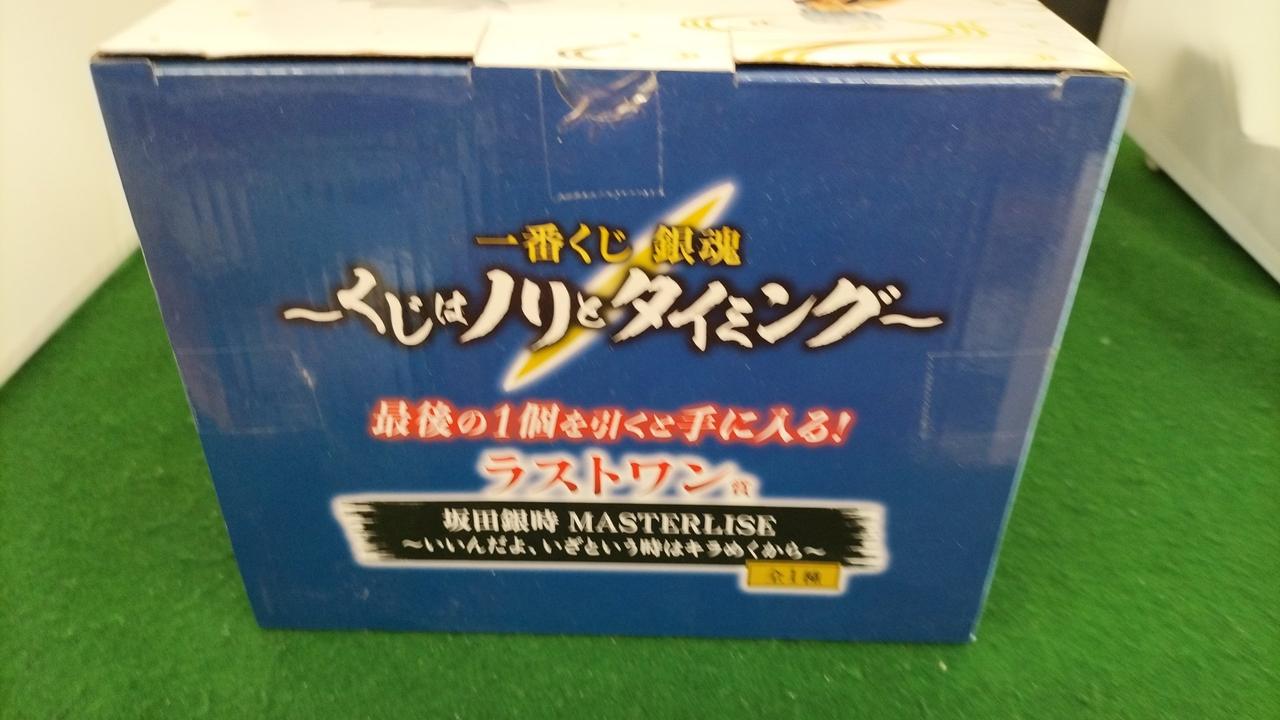 一番くじ 銀魂
～くじはノリとタイミング～
最後の1個を引くと手に入る!
ラストワン賞
坂田銀時 MASTERLISE
～いいんだよ、いざという時はキラめくから～
全1種